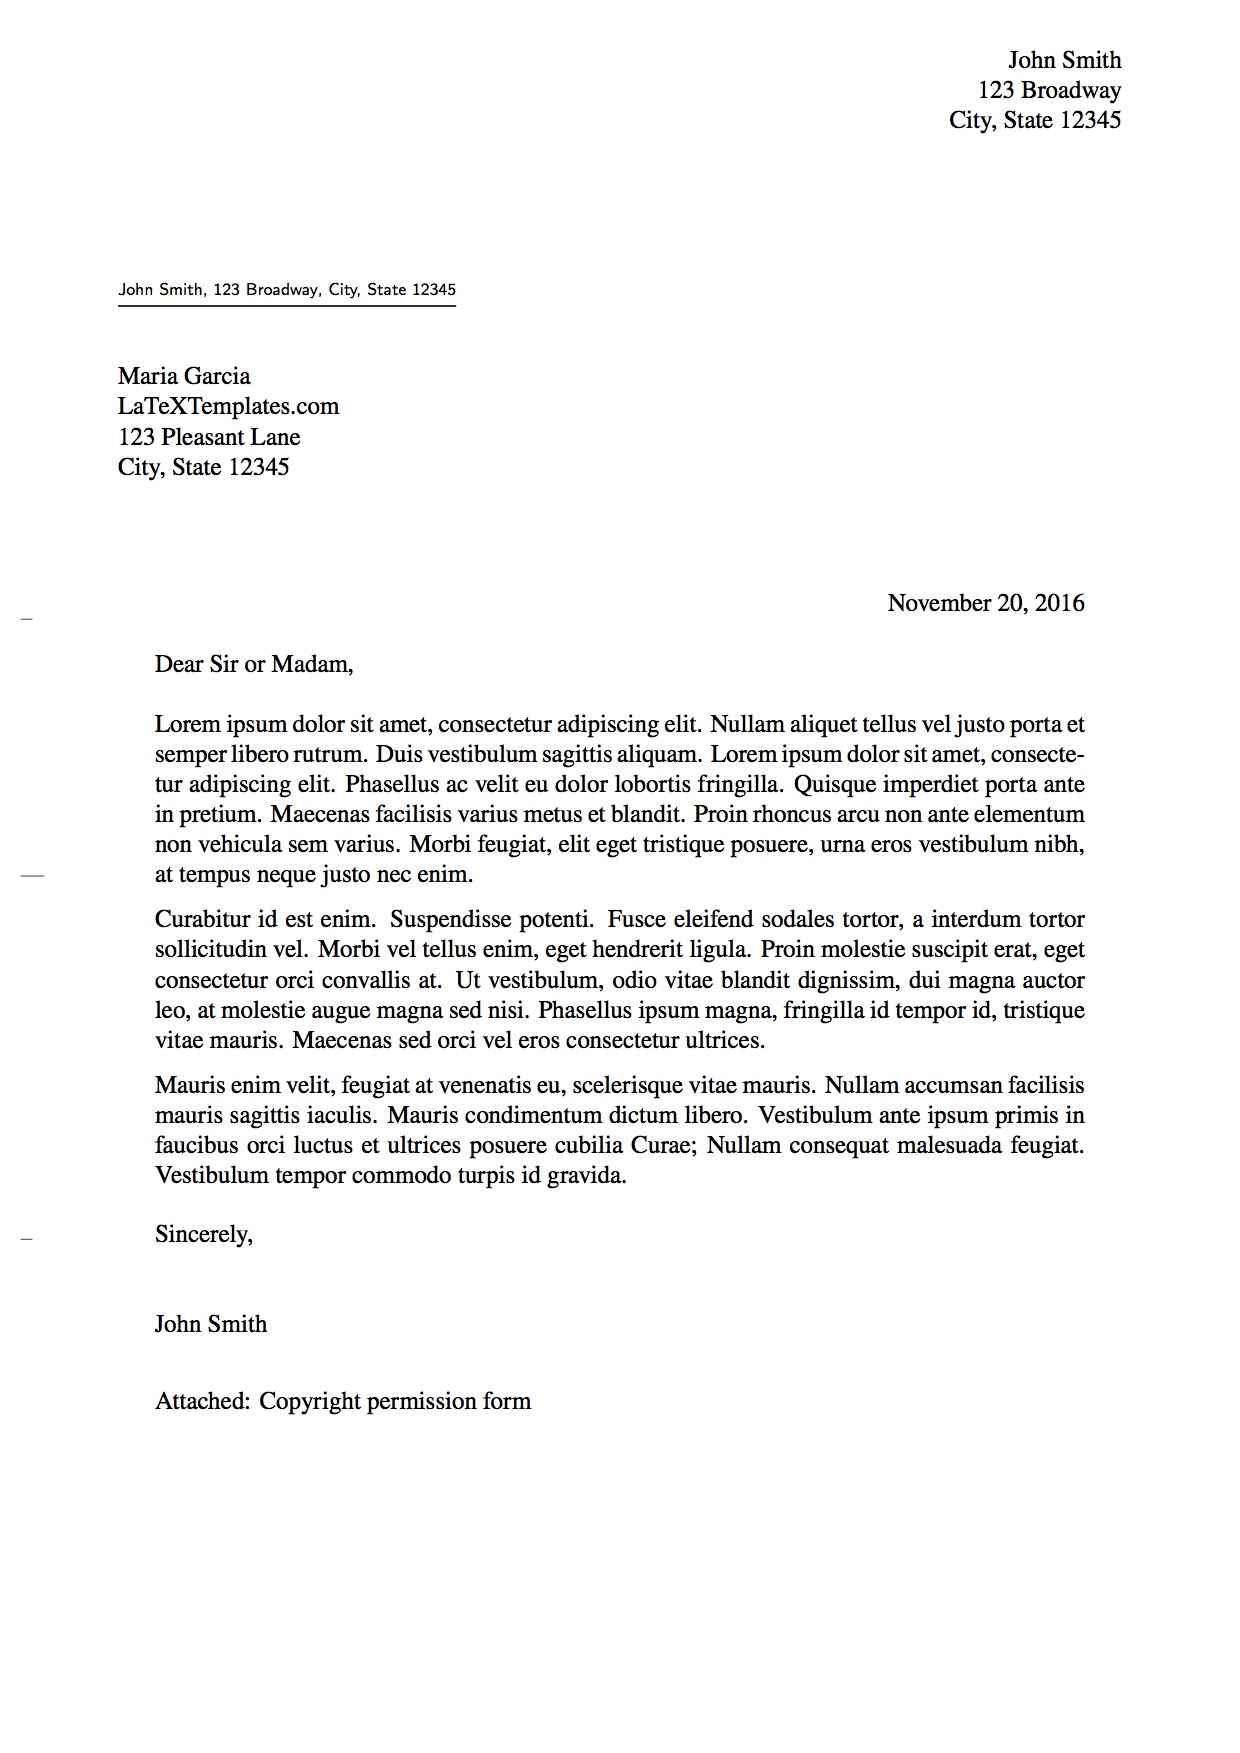 John Smith
123 Broadway
City, State 12345
John Smith, 123 Broadway, City, State 12345
Maria Garcia
LaTeXTemplates.com
123 Pleasant Lane
City, State 12345
November 20, 2016
Dear Sir or Madam,
Lorem ipsum dolor sit amet, consectetur adipiscing elit. Nullam aliquet tellus vel justo porta et
semper libero rutrum. Duis vestibulum sagittis aliquam. Lorem ipsum dolor sit amet, consecte-
tur adipiscing elit. Phasellus ac velit eu dolor lobortis fringilla. Quisque imperdiet porta ante
in pretium. Maecenas facilisis varius metus et blandit. Proin rhoncus arcu non ante elementum
non vehicula sem varius. Morbi feugiat, elit eget tristique posuere, urna eros vestibulum nibh,
at tempus neque justo nec enim.
Curabitur id est enim. Suspendisse potenti. Fusce eleifend sodales tortor, a interdum tortor
sollicitudin vel. Morbi vel tellus enim, eget hendrerit ligula. Proin molestie suscipit erat, eget
consectetur orci convallis at. Ut vestibulum, odio vitae blandit dignissim, dui magna auctor
leo, at molestie augue magna sed nisi. Phasellus ipsum magna, fringilla id tempor id, tristique
vitae mauris. Maecenas sed orci vel eros consectetur ultrices.
Mauris enim velit, feugiat at venenatis eu, scelerisque vitae mauris. Nullam accumsan facilisis
mauris sagittis iaculis. Mauris condimentum dictum libero. Vestibulum ante ipsum primis in
faucibus orci luctus et ultrices posuere cubilia Curae; Nullam consequat malesuada feugiat.
Vestibulum tempor commodo turpis id gravida.
Sincerely,
John Smith
Attached: Copyright permission form